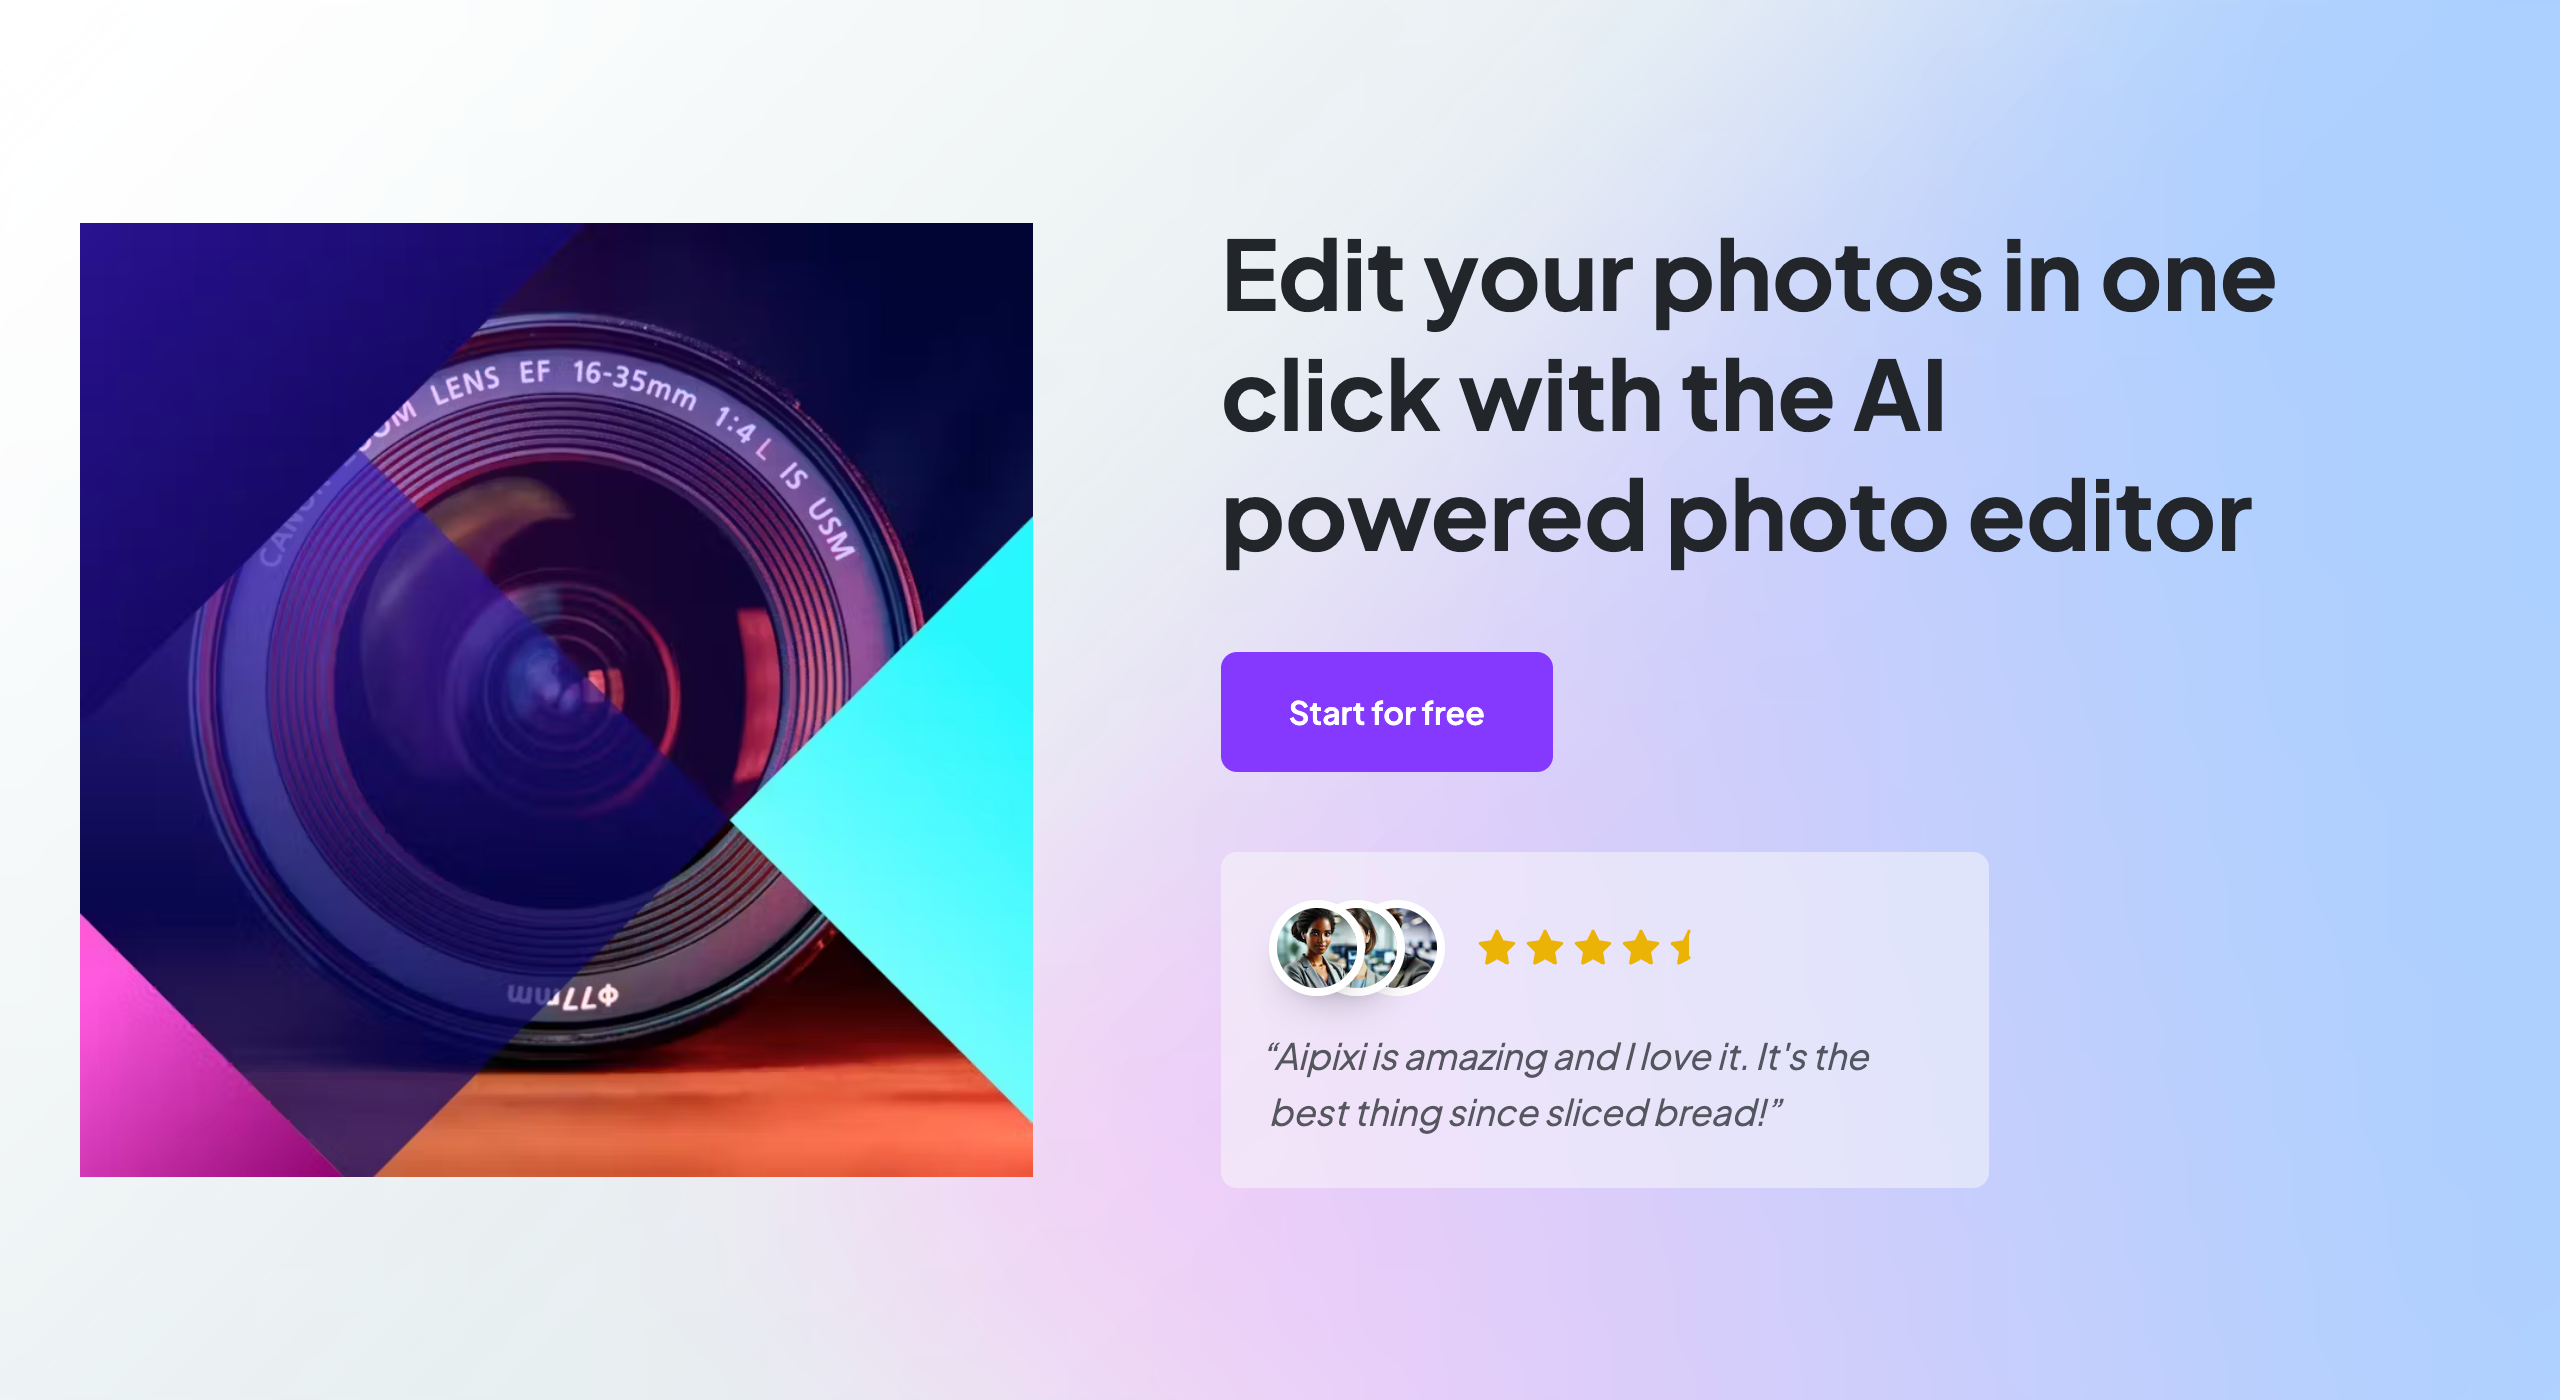 CANON ZOOM LENS EF 16-35mm 1:4 L IS USM
Φ77mm
Edit your photos in one
click with the AI
powered photo editor
Start for free
“Aipixi is amazing and I love it. It's the
best thing since sliced bread!”